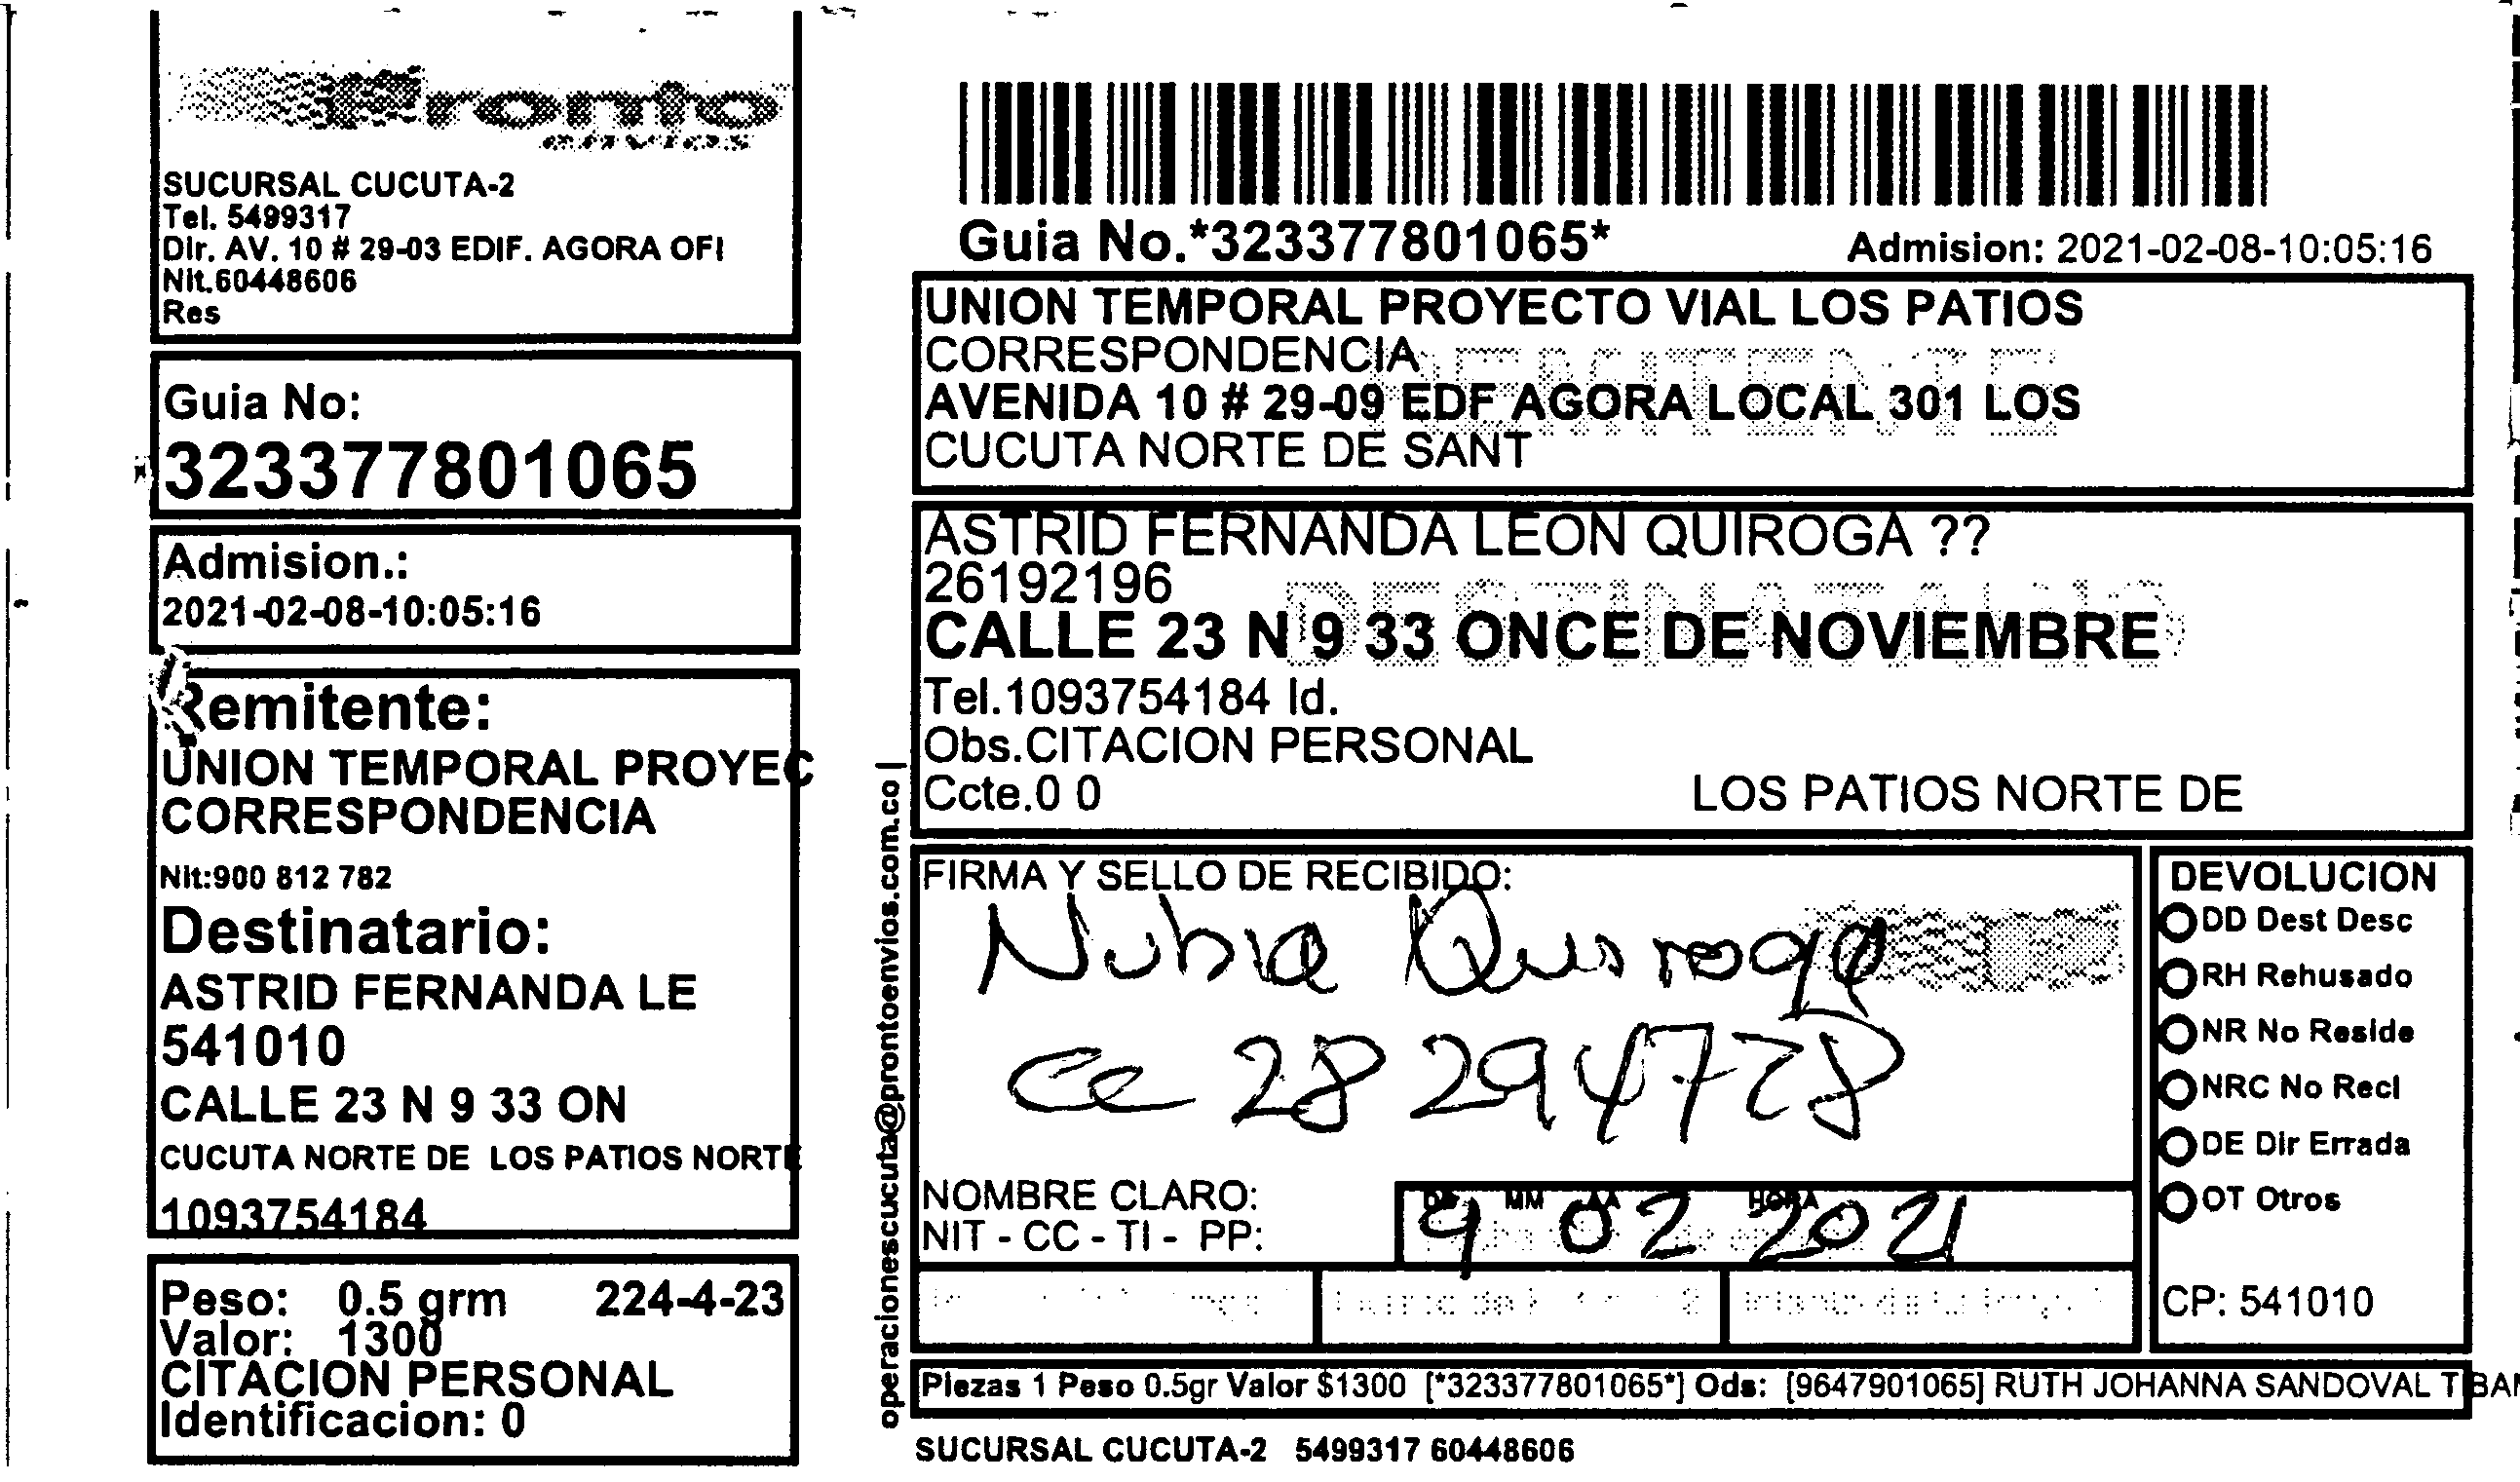 Pronto
envios
SUCURSAL CUCUTA-2
Tel. 5499317
Dir. AV. 10 # 29-03 EDIF. AGORA OFI
Nit.60448606
Res
Guia No:
323377801065
Admision.:
2021-02-08-10:05:16
Remitente:
UNION TEMPORAL PROYEC
CORRESPONDENCIA
Nit:900 812 782
Destinatario:
ASTRID FERNANDA LE
541010
CALLE 23 N 9 33 ON
CUCUTA NORTE DE LOS PATIOS NORTE
1093754184
Peso: 0.5 grm 224-4-23
Valor: 1300
CITACION PERSONAL
Identificacion: 0
operacionescucuta@prontoenvios.com.co |
Guia No.*323377801065*
Admision: 2021-02-08-10:05:16
UNION TEMPORAL PROYECTO VIAL LOS PATIOS
CORRESPONDENCIA
REMITENTE
AVENIDA 10 # 29-09 EDF AGORA LOCAL 301 LOS
CUCUTA NORTE DE SANT
ASTRID FERNANDA LEON QUIROGA ??
26192196
DESTINATARIO
CALLE 23 N 9 33 ONCE DE NOVIEMBRE
Tel.1093754184 Id.
Obs.CITACION PERSONAL
Ccte.0 0 LOS PATIOS NORTE DE
FIRMA Y SELLO DE RECIBIDO:
Nubia Quiroga
cc 28 294728
NOMBRE CLARO:
NIT - CC - TI - PP:
DD MM AA HORA
9 02 2021
DEVOLUCION
DD Dest Desc
RH Rehusado
NR No Reside
NRC No Recl
DE Dir Errada
OT Otros
CP: 541010
Piezas 1 Peso 0.5gr Valor $1300 [*323377801065*] Ods: [9647901065] RUTH JOHANNA SANDOVAL TIBAM
SUCURSAL CUCUTA-2 5499317 60448606